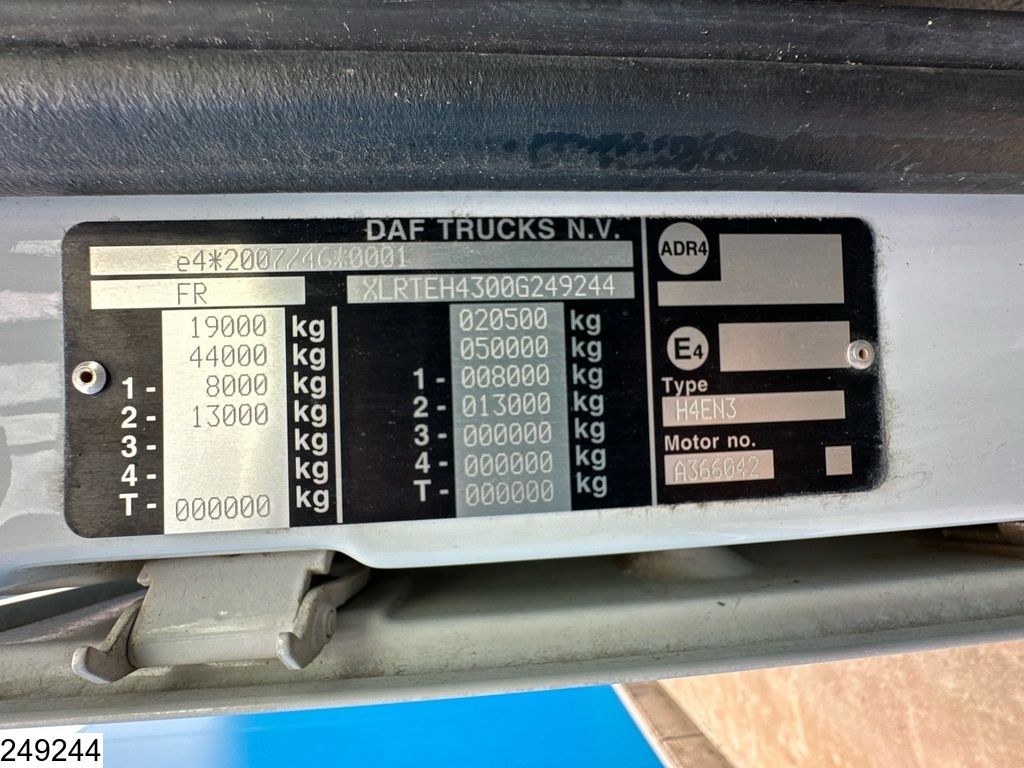 DAF TRUCKS N.V.
e4*2007/46*0001
FR XLRTEH4300G249244
19000 kg
44000 kg
1- 8000 kg
2- 13000 kg
3- kg
4- kg
T- 000000 kg
020500 kg
050000 kg
1- 008000 kg
2- 013000 kg
3- 000000 kg
4- 000000 kg
T- 000000 kg
ADR4
E4
Type
H4EN3
Motor no.
A366042
249244